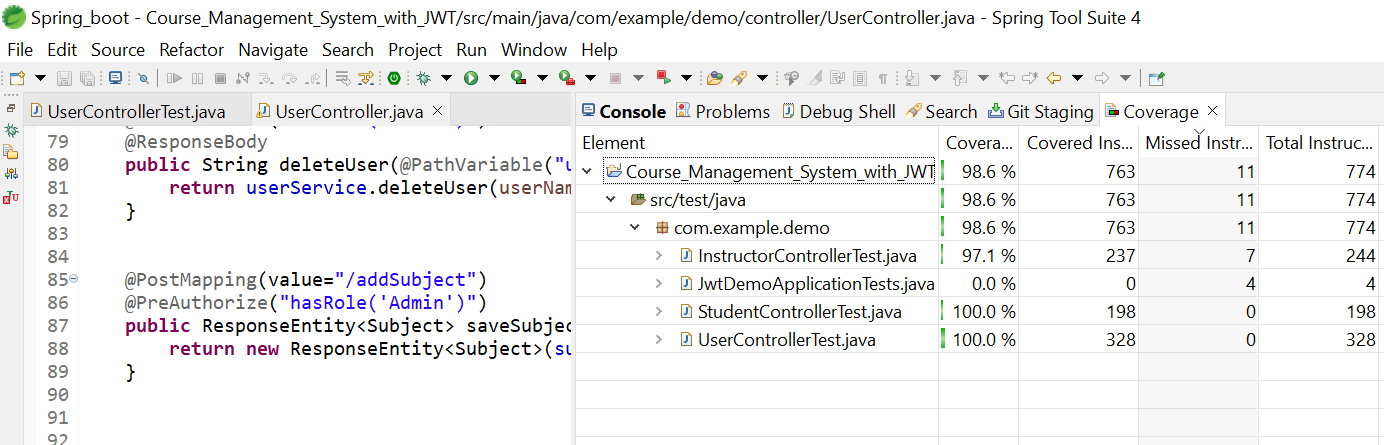 Spring_boot - Course_Management_System_with_JWT/src/main/java/com/example/demo/controller/UserController.java - Spring Tool Suite 4
File Edit Source Refactor Navigate Search Project Run Window Help
UserControllerTest.java UserController.java
79 @ResponseBody
80 public String deleteUser(@PathVariable("u
81 return userService.deleteUser(userNam
82 }
83
84
85 @PostMapping(value="/addSubject")
86 @PreAuthorize("hasRole('Admin')")
87 public ResponseEntity<Subject> saveSubjec
88 return new ResponseEntity<Subject>(su
89 }
90
91
92
Console Problems Debug Shell Search Git Staging Coverage
Element Covera... Covered Ins... Missed Instr... Total Instruc...
Course_Management_System_with_JWT 98.6 % 763 11 774
src/test/java 98.6 % 763 11 774
com.example.demo 98.6 % 763 11 774
InstructorControllerTest.java 97.1 % 237 7 244
JwtDemoApplicationTests.java 0.0 % 0 4 4
StudentControllerTest.java 100.0 % 198 0 198
UserControllerTest.java 100.0 % 328 0 328